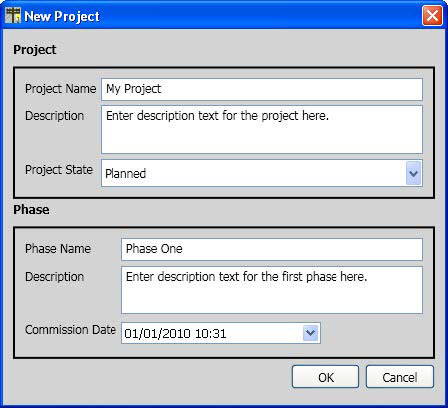 New Project
Project
Project Name My Project
Description Enter description text for the project here.
Project State Planned
Phase
Phase Name Phase One
Description Enter description text for the first phase here.
Commission Date 01/01/2010 10:31
OK Cancel